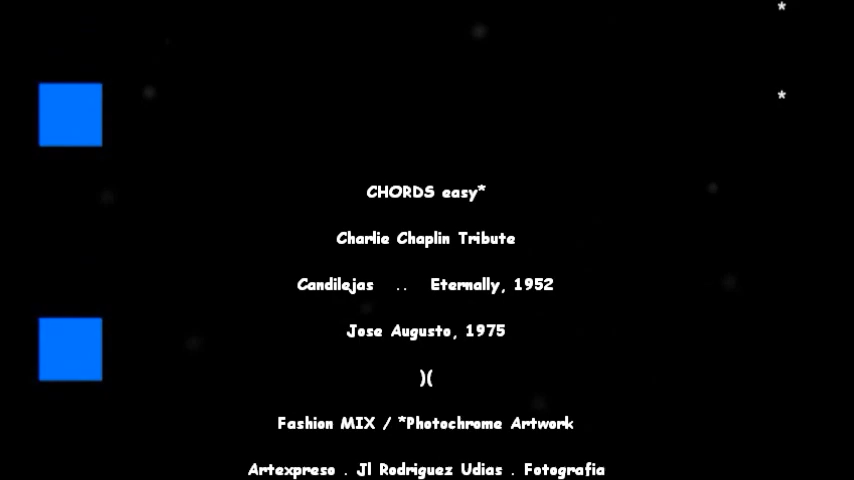 *
*
CHORDS easy*
Charlie Chaplin Tribute
Candilejas .. Eternally, 1952
Jose Augusto, 1975
)(
Fashion MIX / *Photochrome Artwork
Artexpreso . Jl Rodriguez Udias . Fotografia